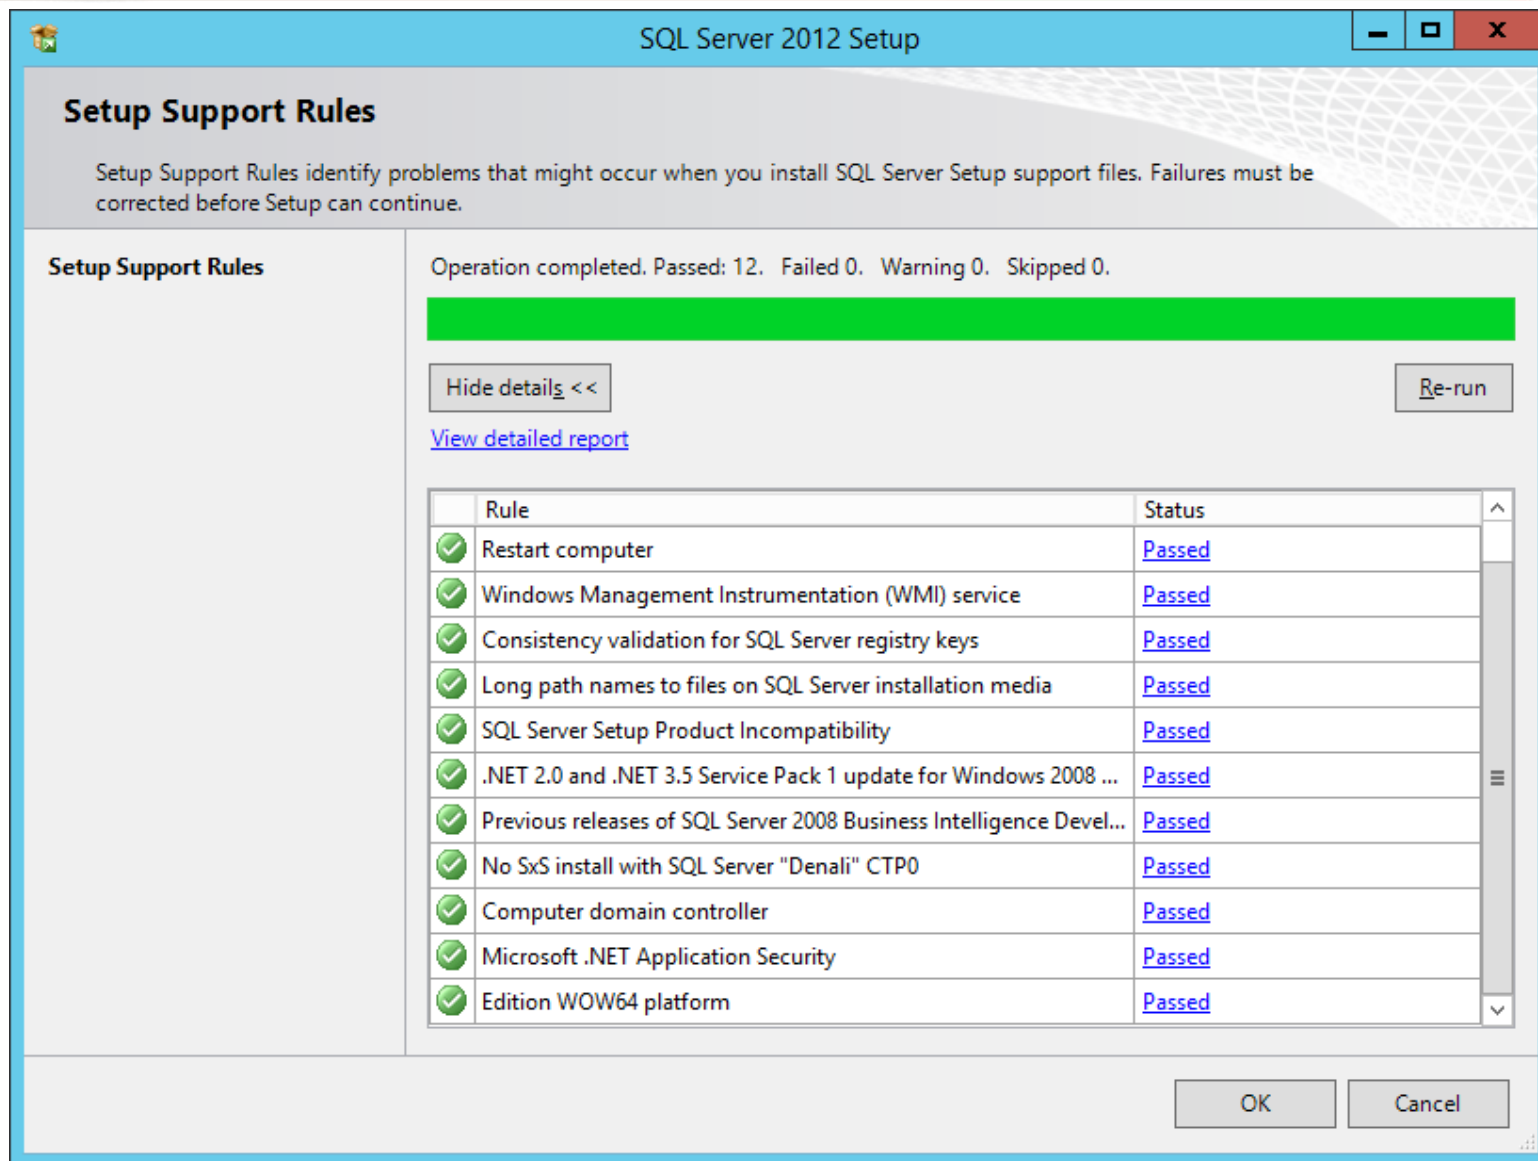 SQL Server 2012 Setup
Setup Support Rules
Setup Support Rules identify problems that might occur when you install SQL Server Setup support files. Failures must be
corrected before Setup can continue.
Setup Support Rules
Operation completed. Passed: 12.   Failed 0.   Warning 0.   Skipped 0.
Hide details <<
Re-run
View detailed report
Rule Status
Restart computer Passed
Windows Management Instrumentation (WMI) service Passed
Consistency validation for SQL Server registry keys Passed
Long path names to files on SQL Server installation media Passed
SQL Server Setup Product Incompatibility Passed
.NET 2.0 and .NET 3.5 Service Pack 1 update for Windows 2008 ... Passed
Previous releases of SQL Server 2008 Business Intelligence Devel... Passed
No SxS install with SQL Server "Denali" CTP0 Passed
Computer domain controller Passed
Microsoft .NET Application Security Passed
Edition WOW64 platform Passed
OK Cancel